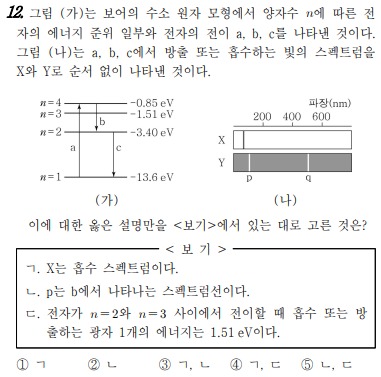 12. 그림 (가)는 보어의 수소 원자 모형에서 양자수 n에 따른 전
자의 에너지 준위 일부와 전자의 전이 a, b, c를 나타낸 것이다.
그림 (나)는 a, b, c에서 방출 또는 흡수하는 빛의 스펙트럼을
X와 Y로 순서 없이 나타낸 것이다.
n=4 -0.85 eV
n=3 -1.51 eV
b
n=2 -3.40 eV
a c
n=1 -13.6 eV
(가)
파장(nm)
200 400 600
X
Y
p q
(나)
이에 대한 옳은 설명만을 <보기>에서 있는 대로 고른 것은?
< 보 기 >
ㄱ. X는 흡수 스펙트럼이다.
ㄴ. p는 b에서 나타나는 스펙트럼선이다.
ㄷ. 전자가 n=2와 n=3 사이에서 전이할 때 흡수 또는 방
출하는 광자 1개의 에너지는 1.51 eV이다.
① ㄱ ② ㄴ ③ ㄱ, ㄴ ④ ㄱ, ㄷ ⑤ ㄴ, ㄷ